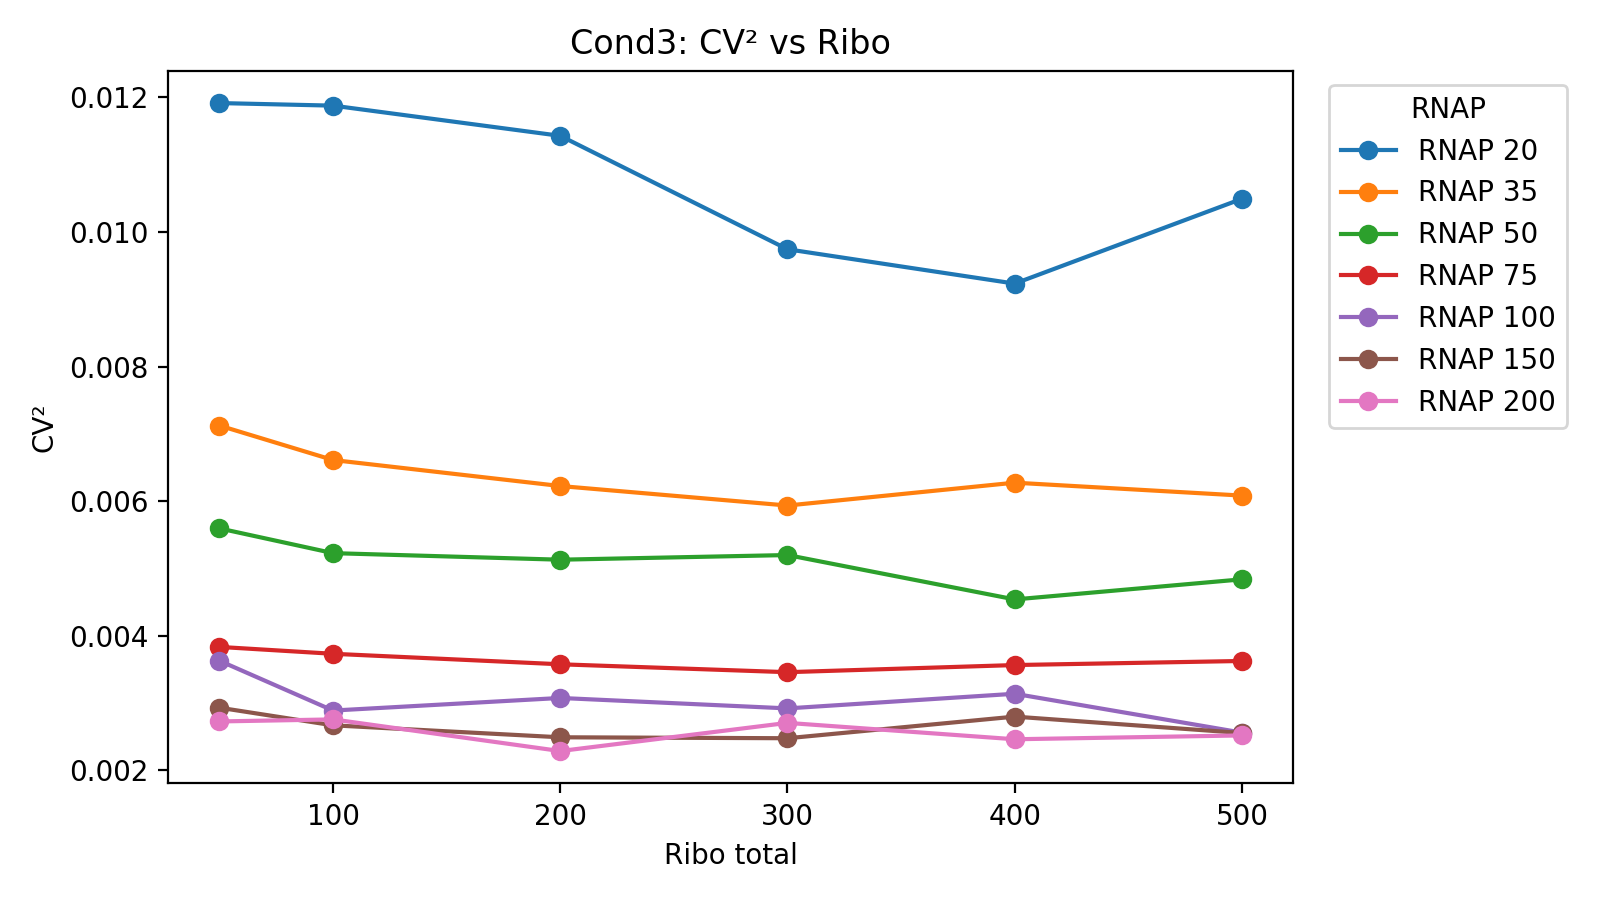 Cond3: CV² vs Ribo
CV²
0.012
0.010
0.008
0.006
0.004
0.002
100 200 300 400 500
Ribo total
RNAP
RNAP 20
RNAP 35
RNAP 50
RNAP 75
RNAP 100
RNAP 150
RNAP 200